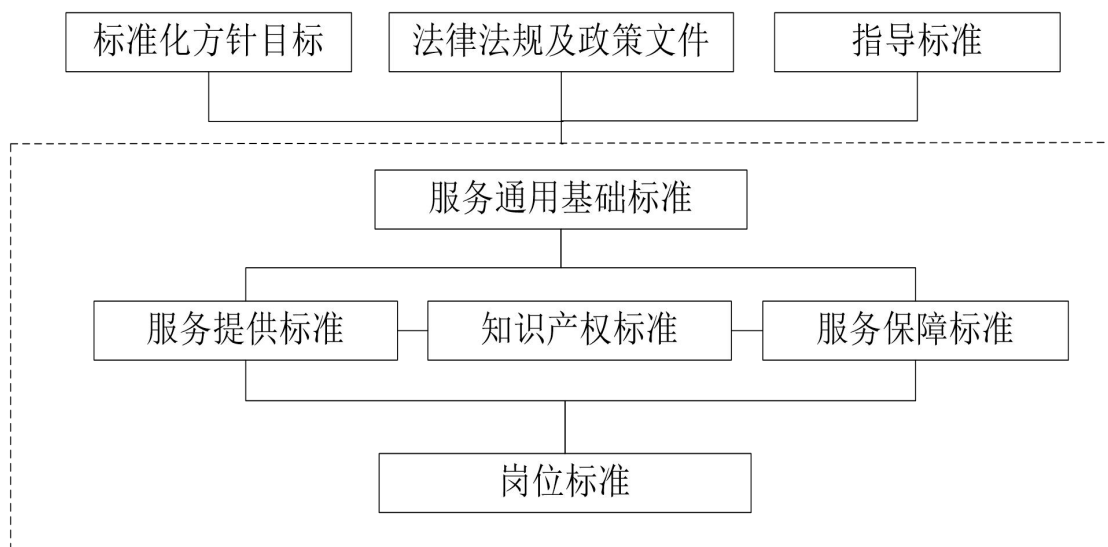 标准化方针目标
法律法规及政策文件
指导标准
服务通用基础标准
服务提供标准
知识产权标准
服务保障标准
岗位标准